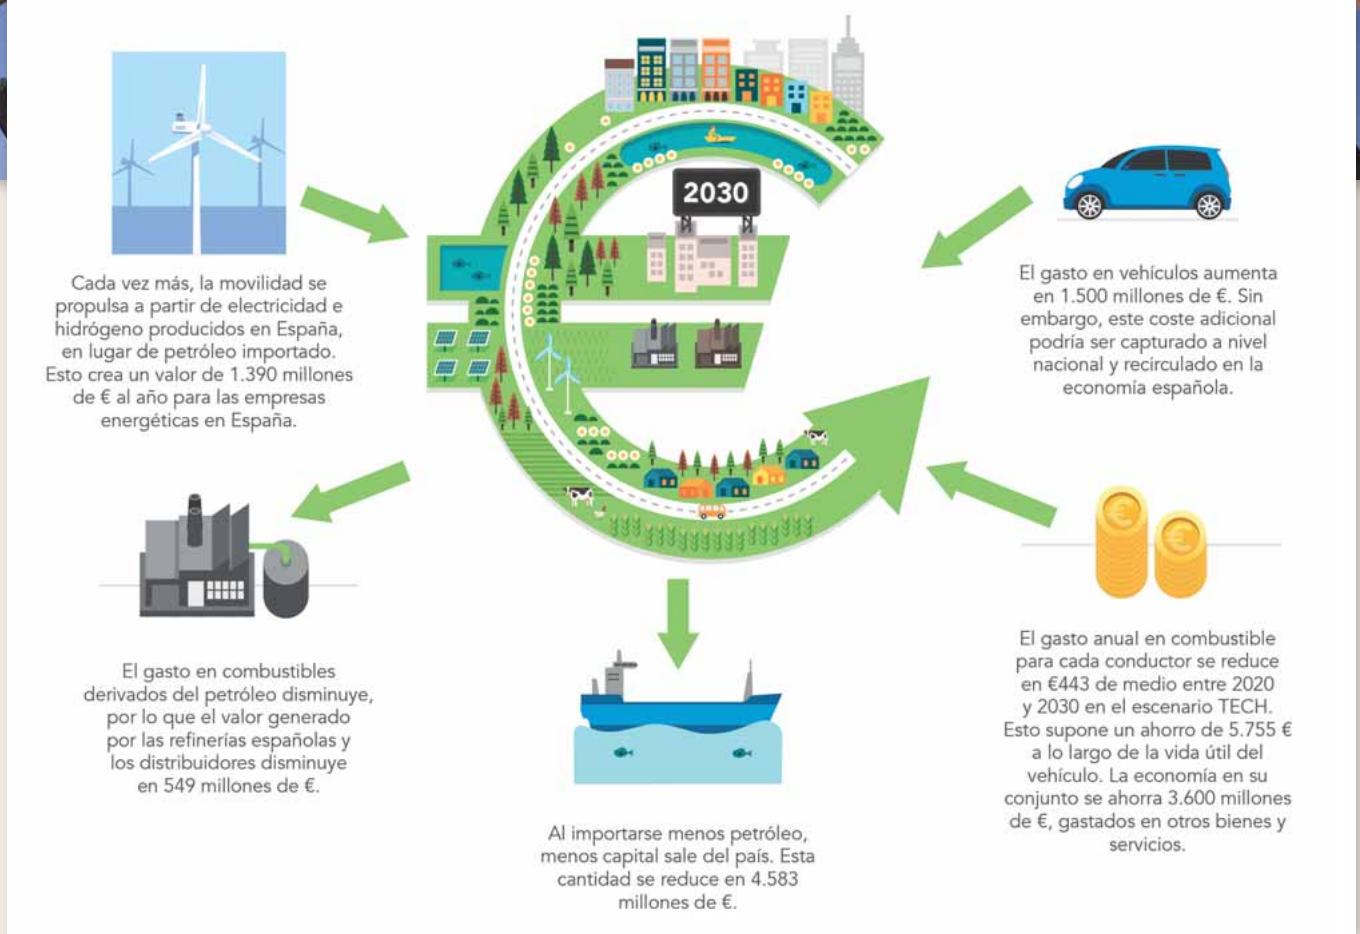 2030
Cada vez más, la movilidad se
propulsa a partir de electricidad e
hidrógeno producidos en España,
en lugar de petróleo importado.
Esto crea un valor de 1.390 millones
de € al año para las empresas
energéticas en España.
El gasto en vehículos aumenta
en 1.500 millones de €. Sin
embargo, este coste adicional
podría ser capturado a nivel
nacional y recirculado en la
economía española.
El gasto en combustibles
derivados del petróleo disminuye,
por lo que el valor generado
por las refinerías españolas y
los distribuidores disminuye
en 549 millones de €.
Al importarse menos petróleo,
menos capital sale del país. Esta
cantidad se reduce en 4.583
millones de €.
€
€
El gasto anual en combustible
para cada conductor se reduce
en €443 de medio entre 2020
y 2030 en el escenario TECH.
Esto supone un ahorro de 5.755 €
a lo largo de la vida útil del
vehículo. La economía en su
conjunto se ahorra 3.600 millones
de €, gastados en otros bienes y
servicios.